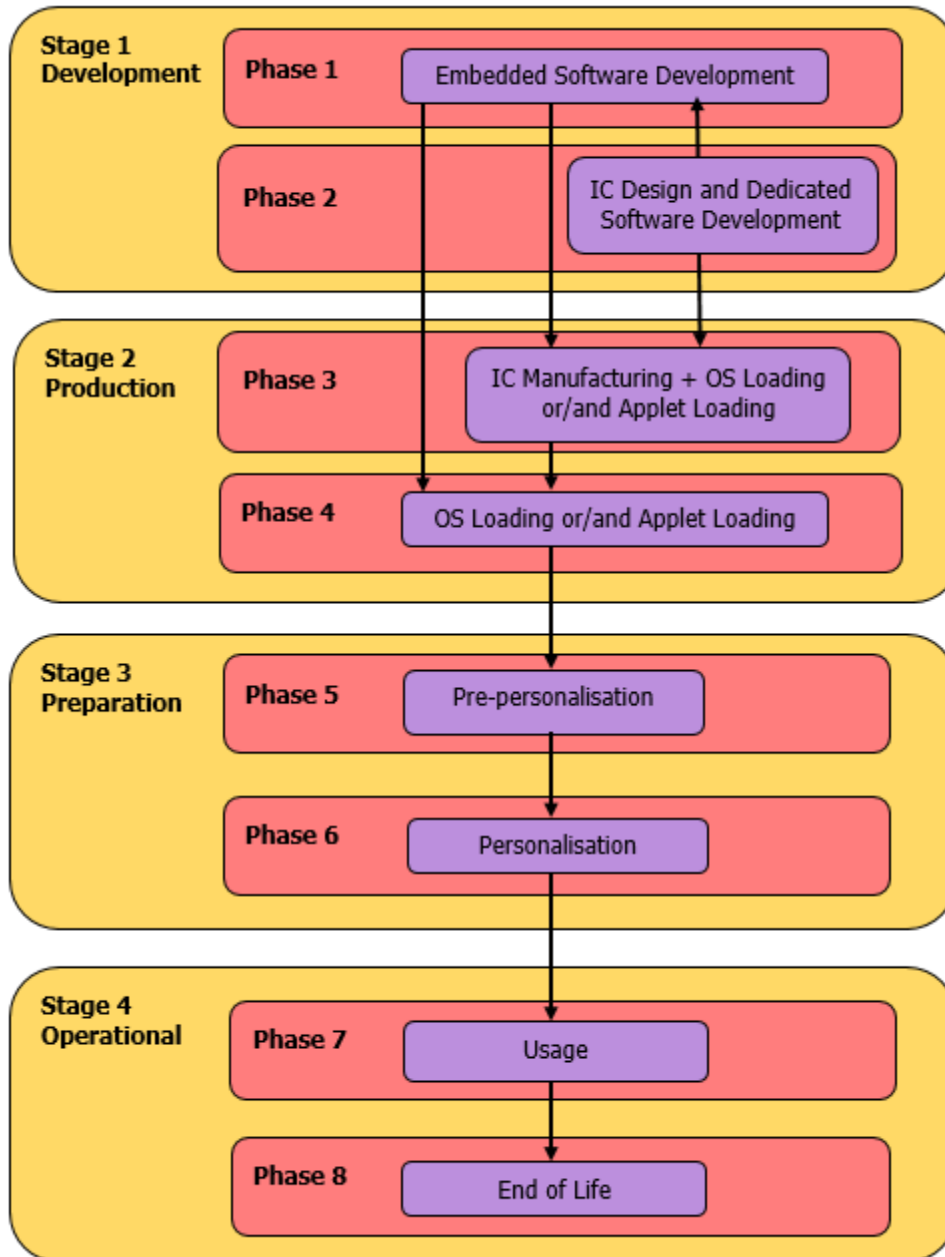 Stage 1
Development
Phase 1
Embedded Software Development
Phase 2
IC Design and Dedicated
Software Development
Stage 2
Production
Phase 3
IC Manufacturing + OS Loading
or/and Applet Loading
Phase 4
OS Loading or/and Applet Loading
Stage 3
Preparation
Phase 5
Pre-personalisation
Phase 6
Personalisation
Stage 4
Operational
Phase 7
Usage
Phase 8
End of Life